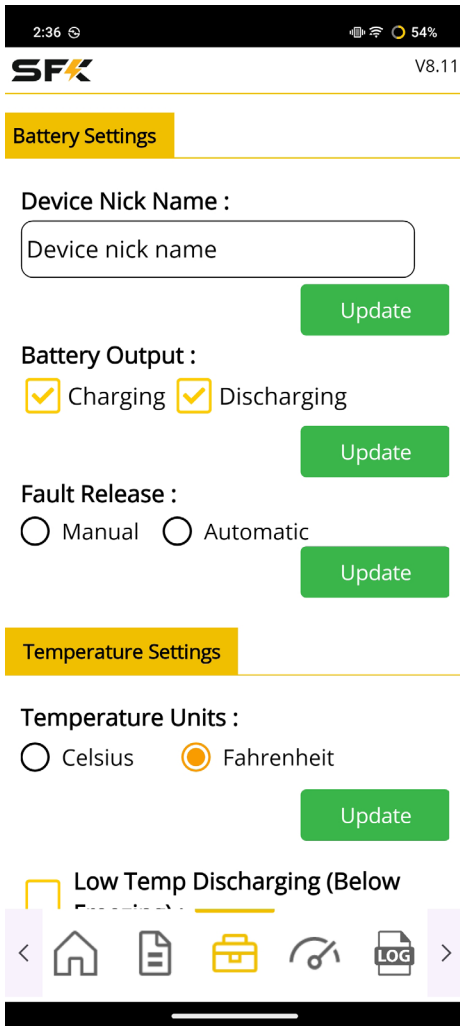 2:36 54%
SFK V8.11
Battery Settings
Device Nick Name :
Device nick name
Update
Battery Output :
Charging Discharging
Update
Fault Release :
Manual Automatic
Update
Temperature Settings
Temperature Units :
Celsius Fahrenheit
Update
Low Temp Discharging (Below
LOG